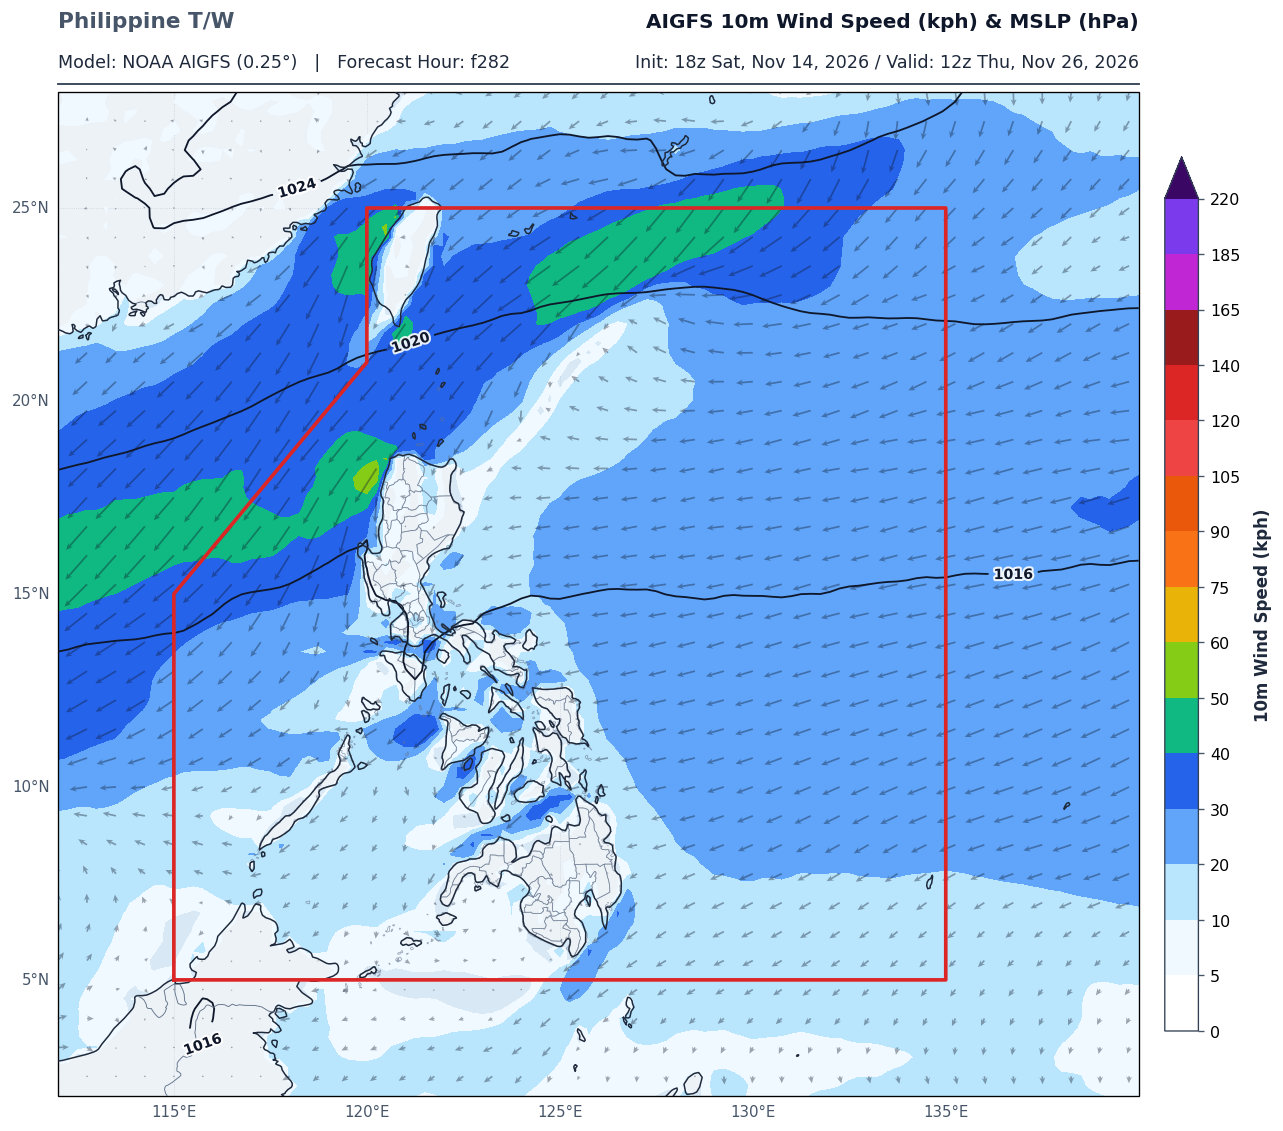 Philippine T/W
AIGFS 10m Wind Speed (kph) & MSLP (hPa)
Model: NOAA AIGFS (0.25°) | Forecast Hour: f282
Init: 18z Sat, Nov 14, 2026 / Valid: 12z Thu, Nov 26, 2026
25°N
20°N
15°N
10°N
5°N
115°E
120°E
125°E
130°E
135°E
1024
1020
1016
1016
220
185
165
140
120
105
90
75
60
50
40
30
20
10
5
0
10m Wind Speed (kph)